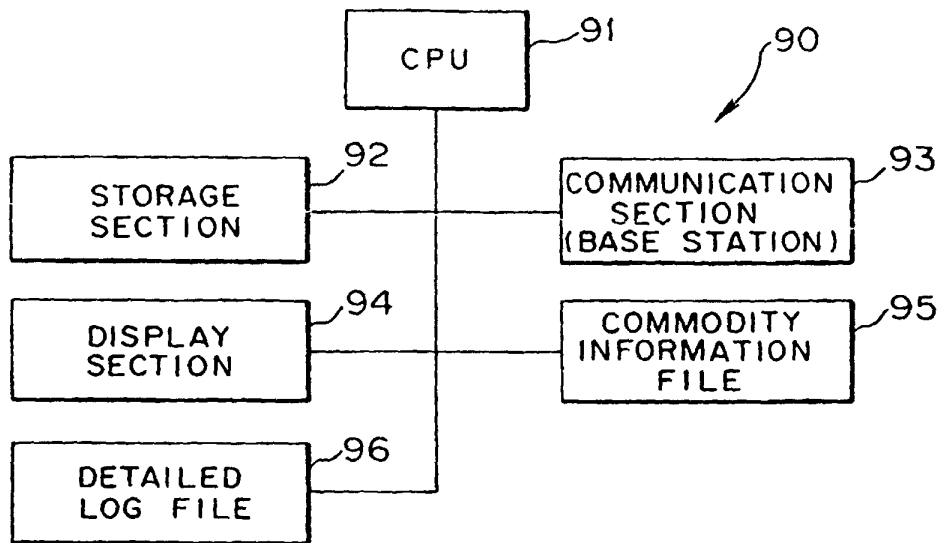 91
CPU
90
92
STORAGE
SECTION
93
COMMUNICATION
SECTION
(BASE STATION)
94
DISPLAY
SECTION
95
COMMODITY
INFORMATION
FILE
96
DETAILED
LOG FILE